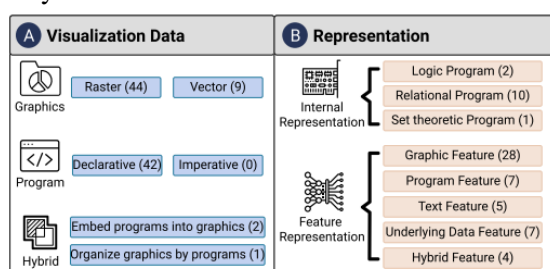 A Visualization Data
Graphics
Raster (44)
Vector (9)
Program
Declarative (42)
Imperative (0)
Hybrid
Embed programs into graphics (2)
Organize graphics by programs (1)
B Representation
Internal
Representation
Logic Program (2)
Relational Program (10)
Set theoretic Program (1)
Feature
Representation
Graphic Feature (28)
Program Feature (7)
Text Feature (5)
Underlying Data Feature (7)
Hybrid Feature (4)